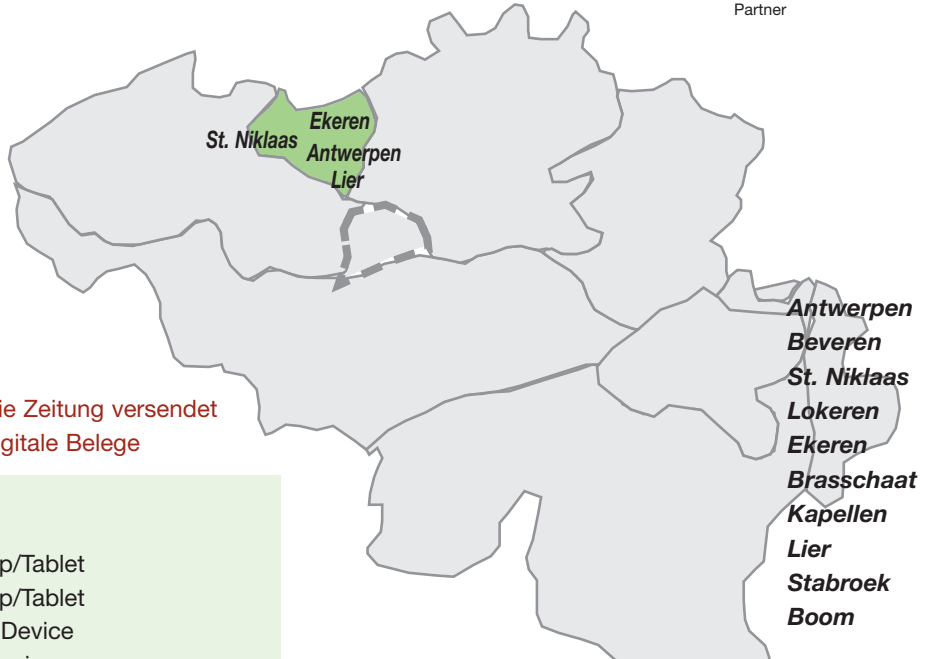 Partner
Ekeren
St. Niklaas
Antwerpen
Lier
Antwerpen
Beveren
St. Niklaas
Lokeren
Ekeren
Brasschaat
Kapellen
Lier
Stabroek
Boom
ie Zeitung versendet
gitale Belege
p/Tablet
p/Tablet
Device